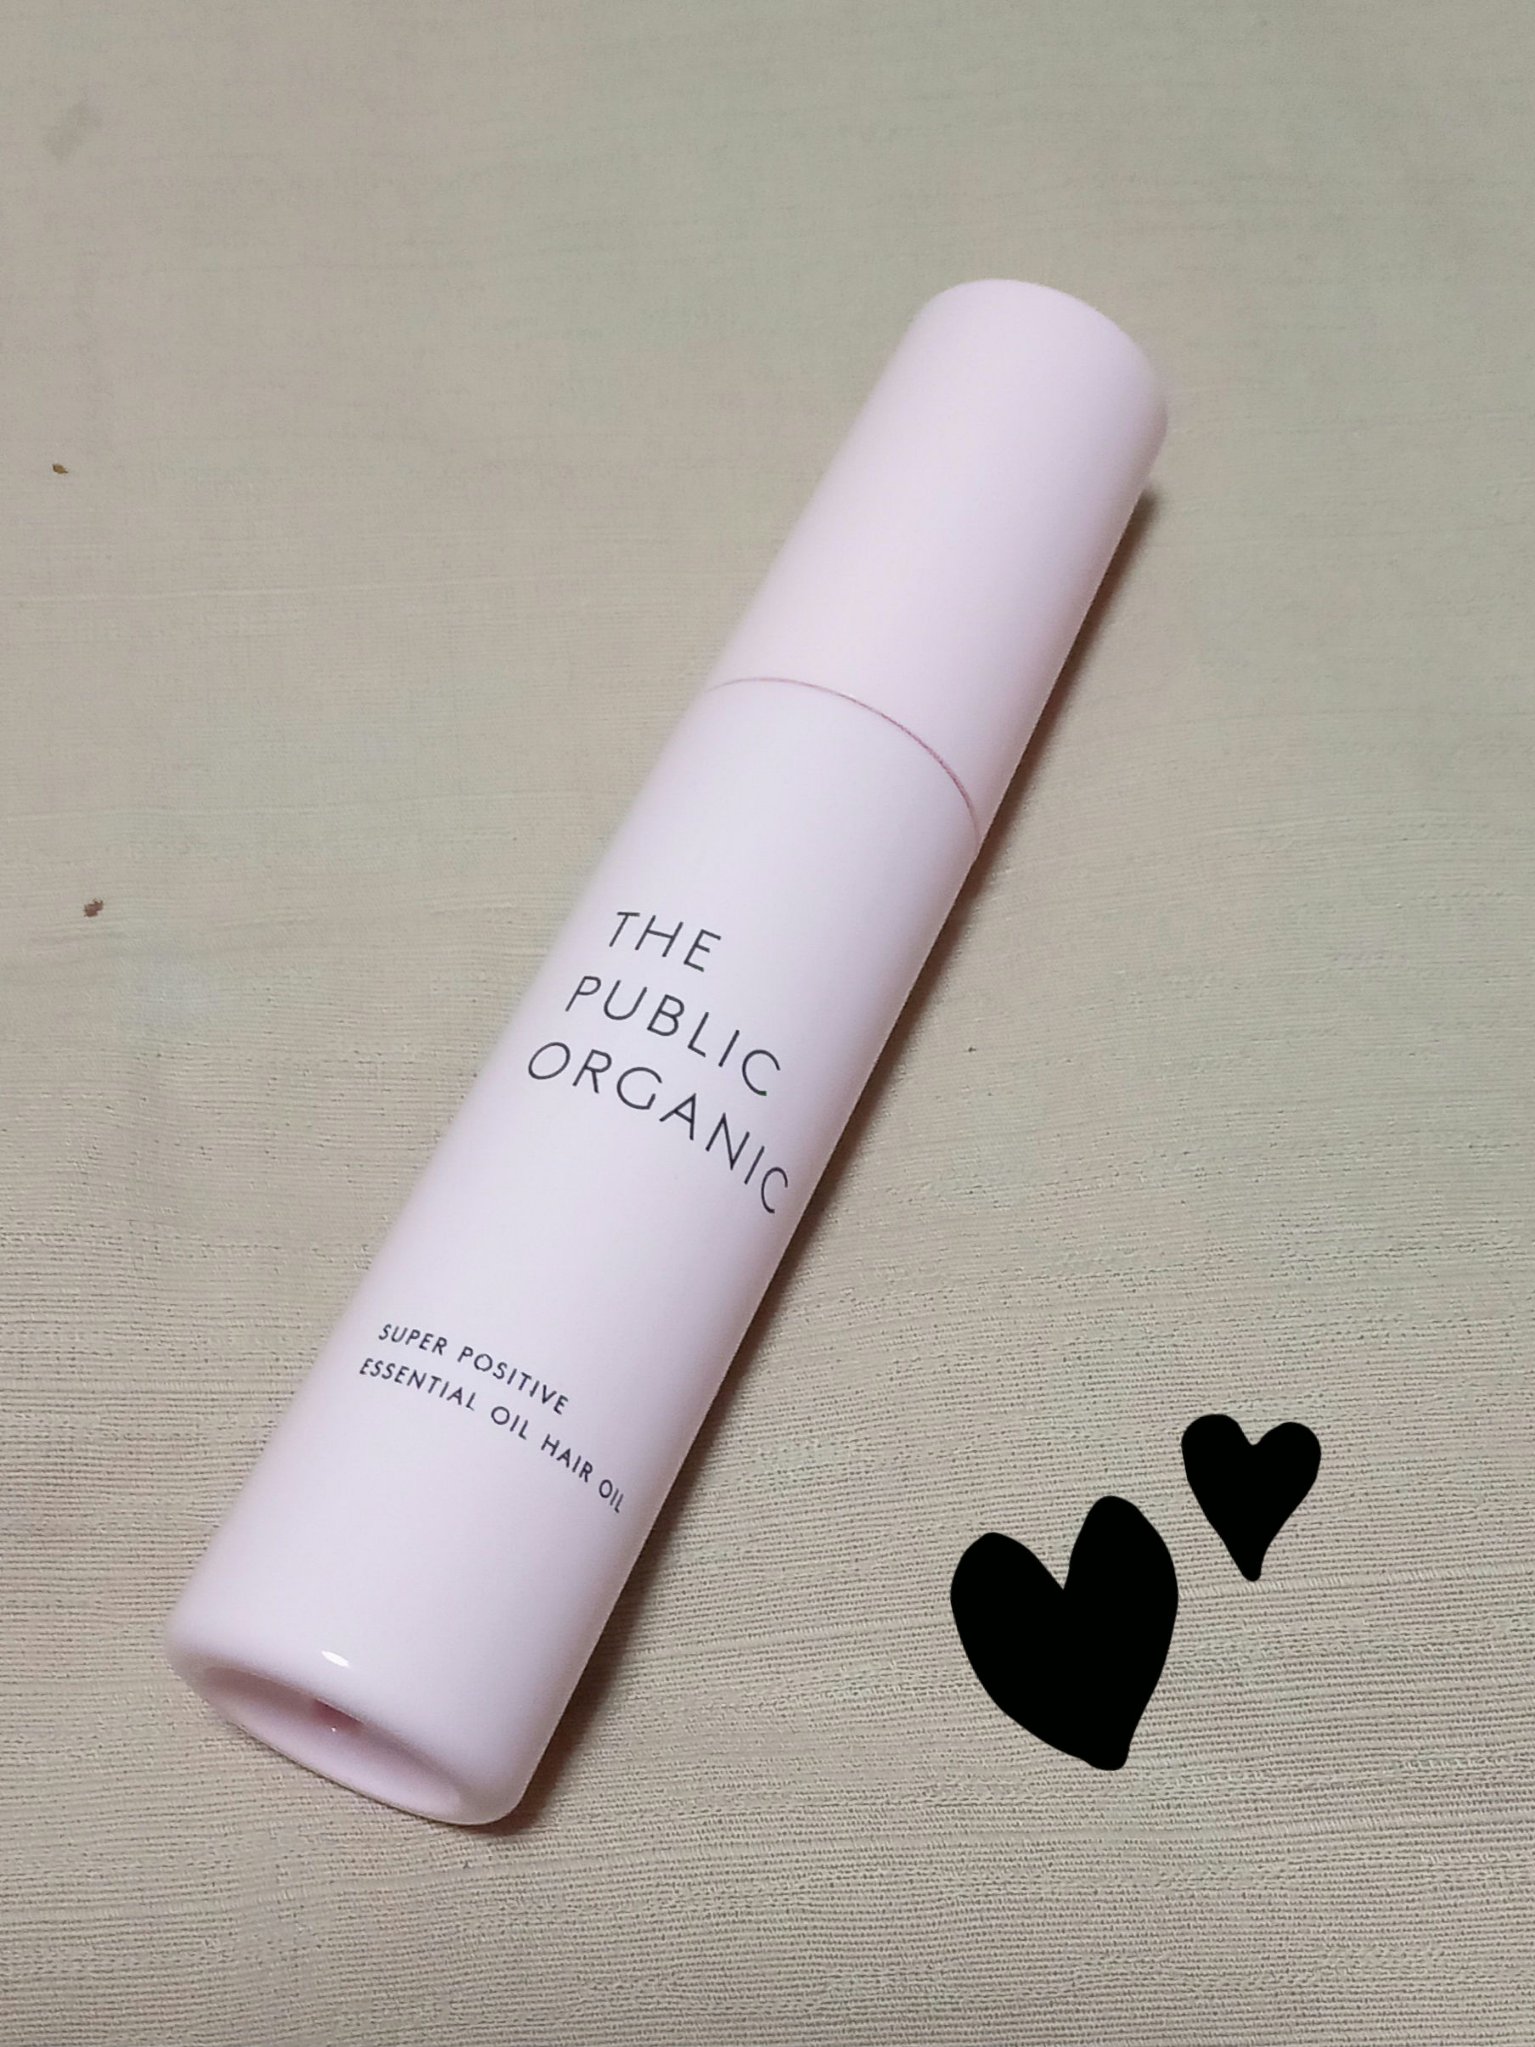 THE
PUBLIC
ORGANIC
SUPER POSITIVE
ESSENTIAL OIL HAIR OIL